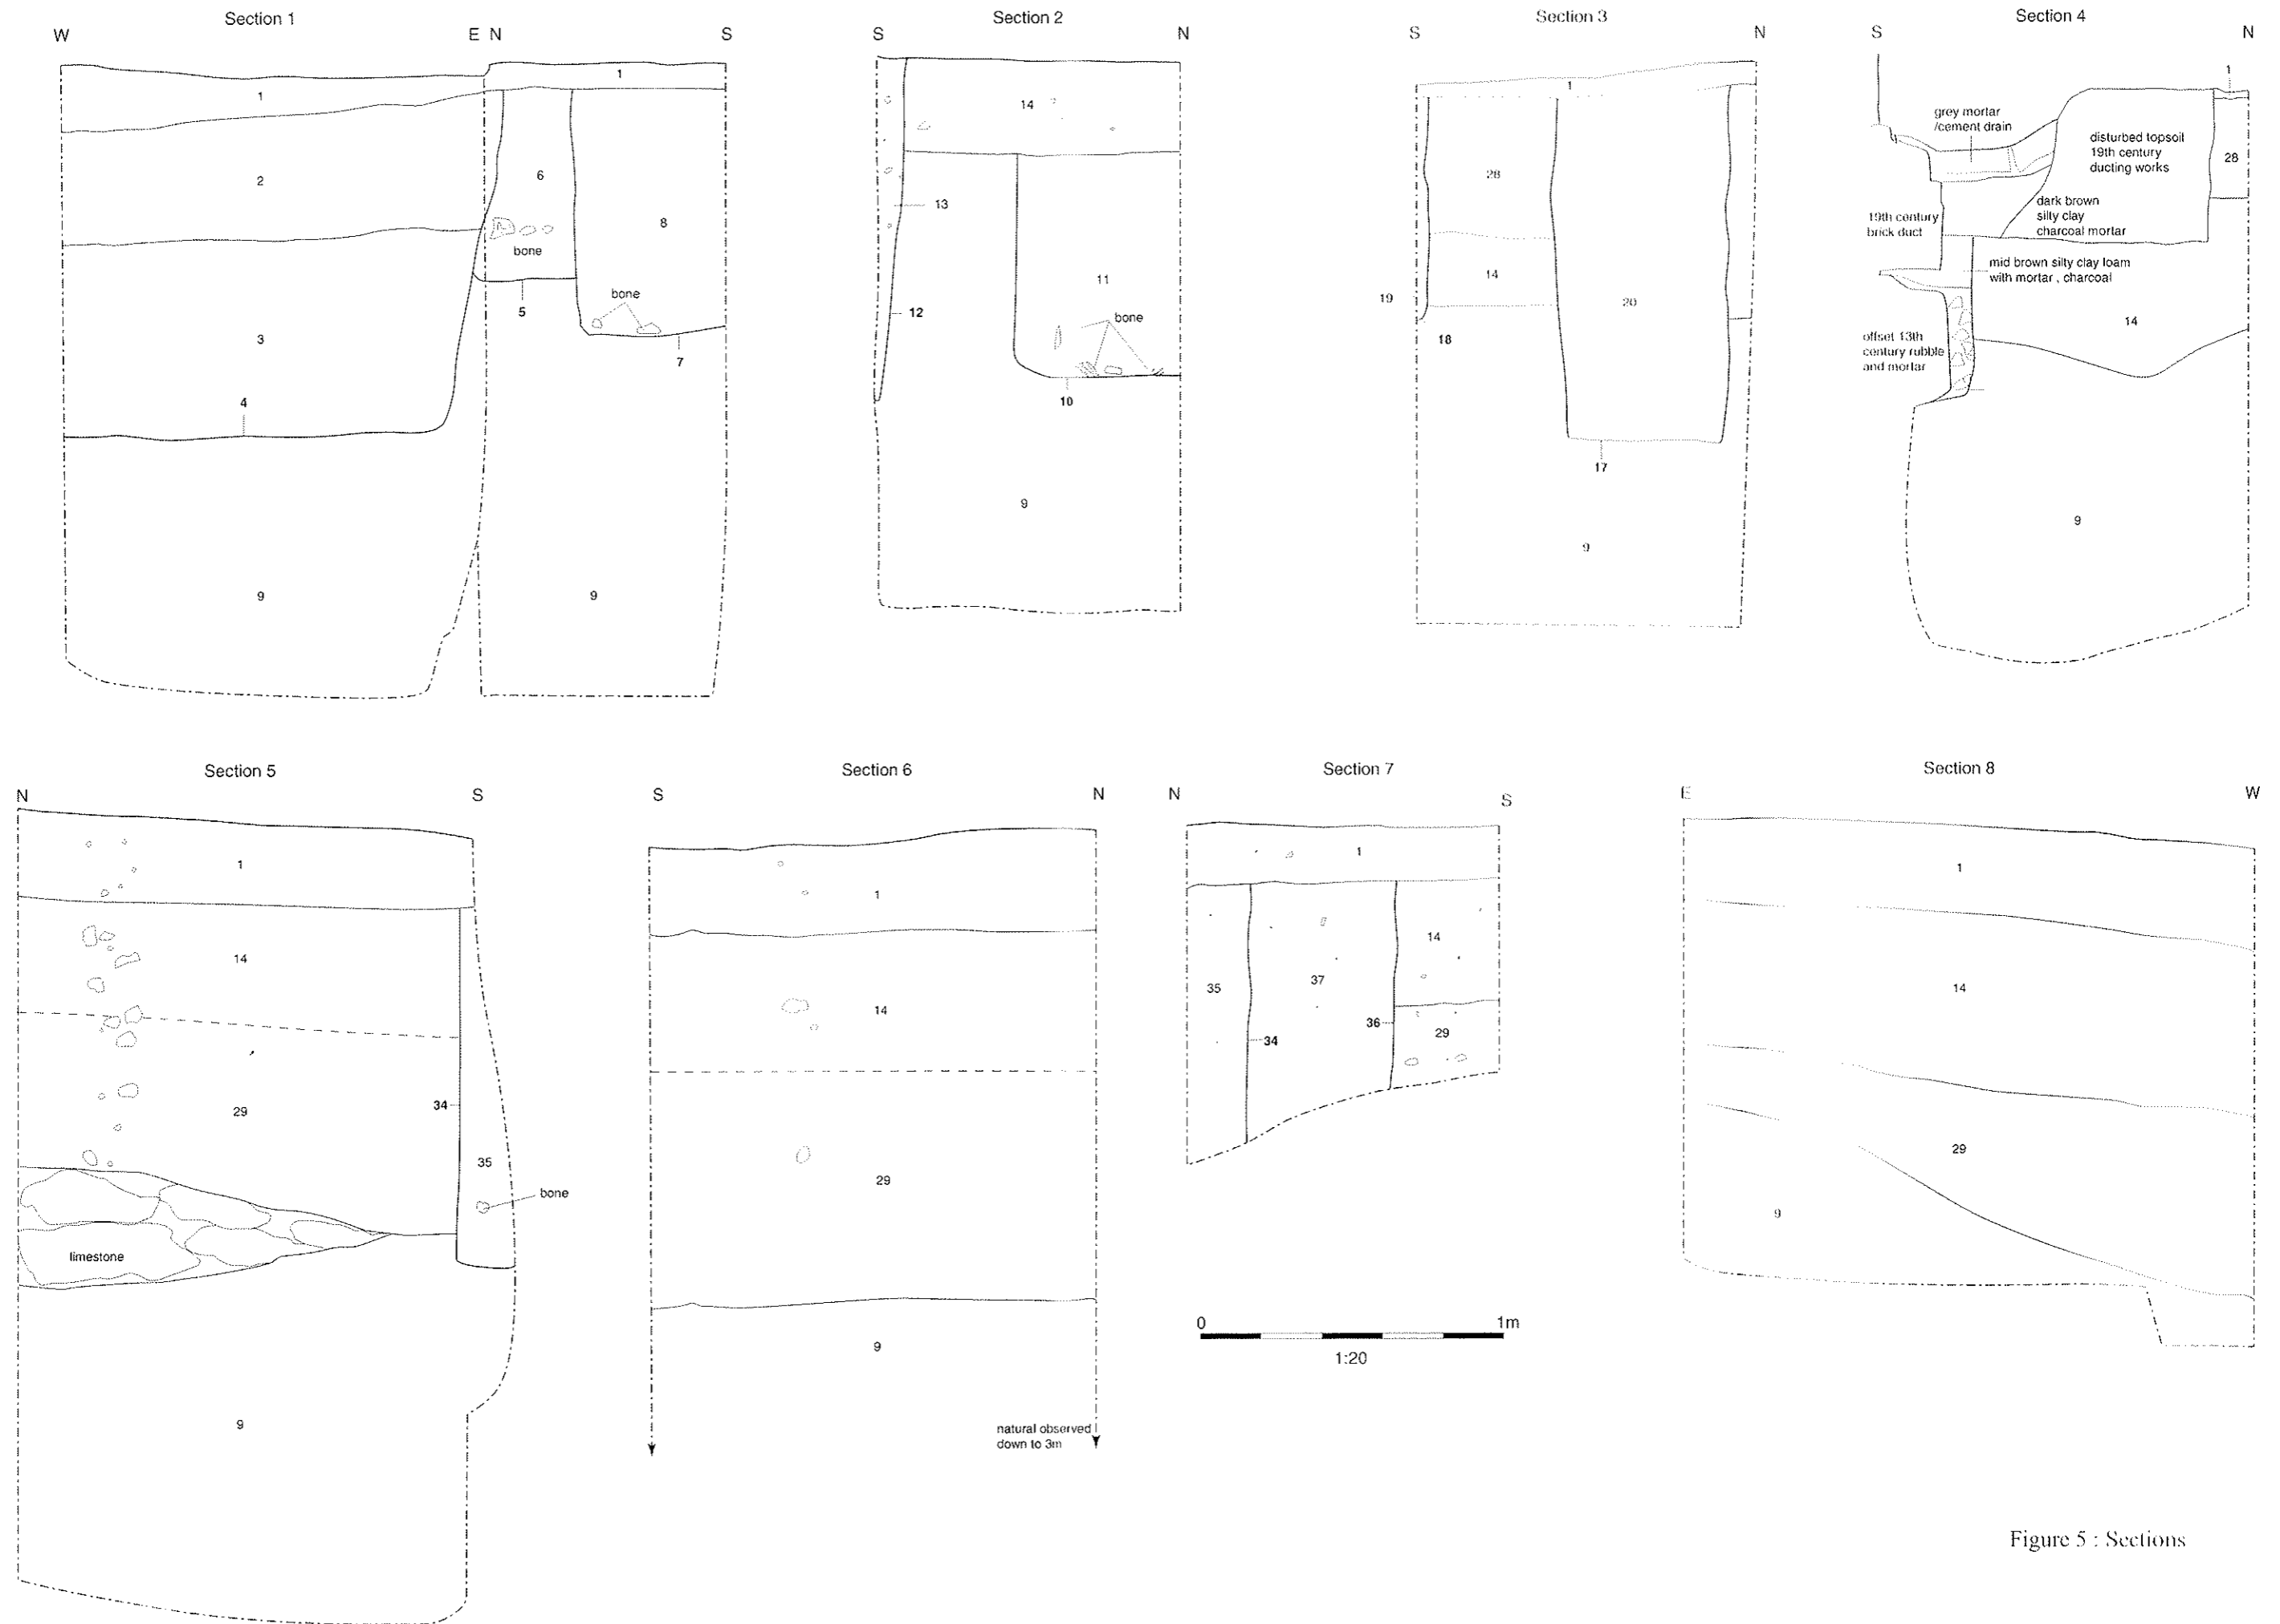 Section 1
W
E N
S
1
1
2
6
8
bone
bone
5
3
7
4
9
9
Section 2
S
N
14
13
11
12
bone
10
9
Section 3
S
N
1
28
14
19
20
18
17
9
Section 4
S
N
1
grey mortar
/cement drain
disturbed topsoil
19th century
ducting works
28
dark brown
silty clay
charcoal mortar
19th century
brick duct
mid brown silty clay loam
with mortar , charcoal
14
offset 13th
century rubble
and mortar
9
Section 5
N
S
1
14
29
34
35
bone
limestone
9
Section 6
S
N
1
14
29
9
natural observed
down to 3m
Section 7
N
S
1
14
35
37
36
34
29
0
1m
1:20
Section 8
E
W
1
14
29
9
Figure 5 : Sections